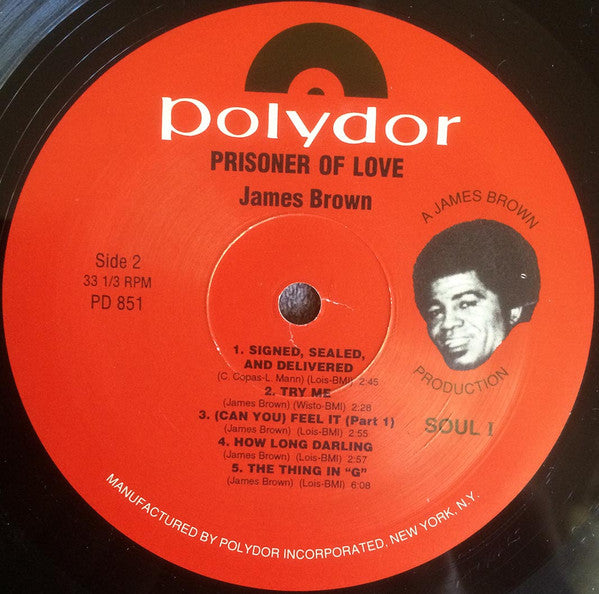 polydor
PRISONER OF LOVE
James Brown
A JAMES BROWN
PRODUCTION
SOUL I
Side 2
33 1/3 RPM
PD 851
1. SIGNED, SEALED,
AND DELIVERED
(C. Copas-L. Mann) (Lois-BMI) 2:45
2. TRY ME
(James Brown) (Wisto-BMI) 2:28
3. (CAN YOU) FEEL IT (Part 1)
(James Brown) (Lois-BMI) 2:55
4. HOW LONG DARLING
(James Brown) (Lois-BMI) 2:57
5. THE THING IN "G"
(James Brown) (Lois-BMI) 6:08
MANUFACTURED BY POLYDOR INCORPORATED, NEW YORK, N.Y.